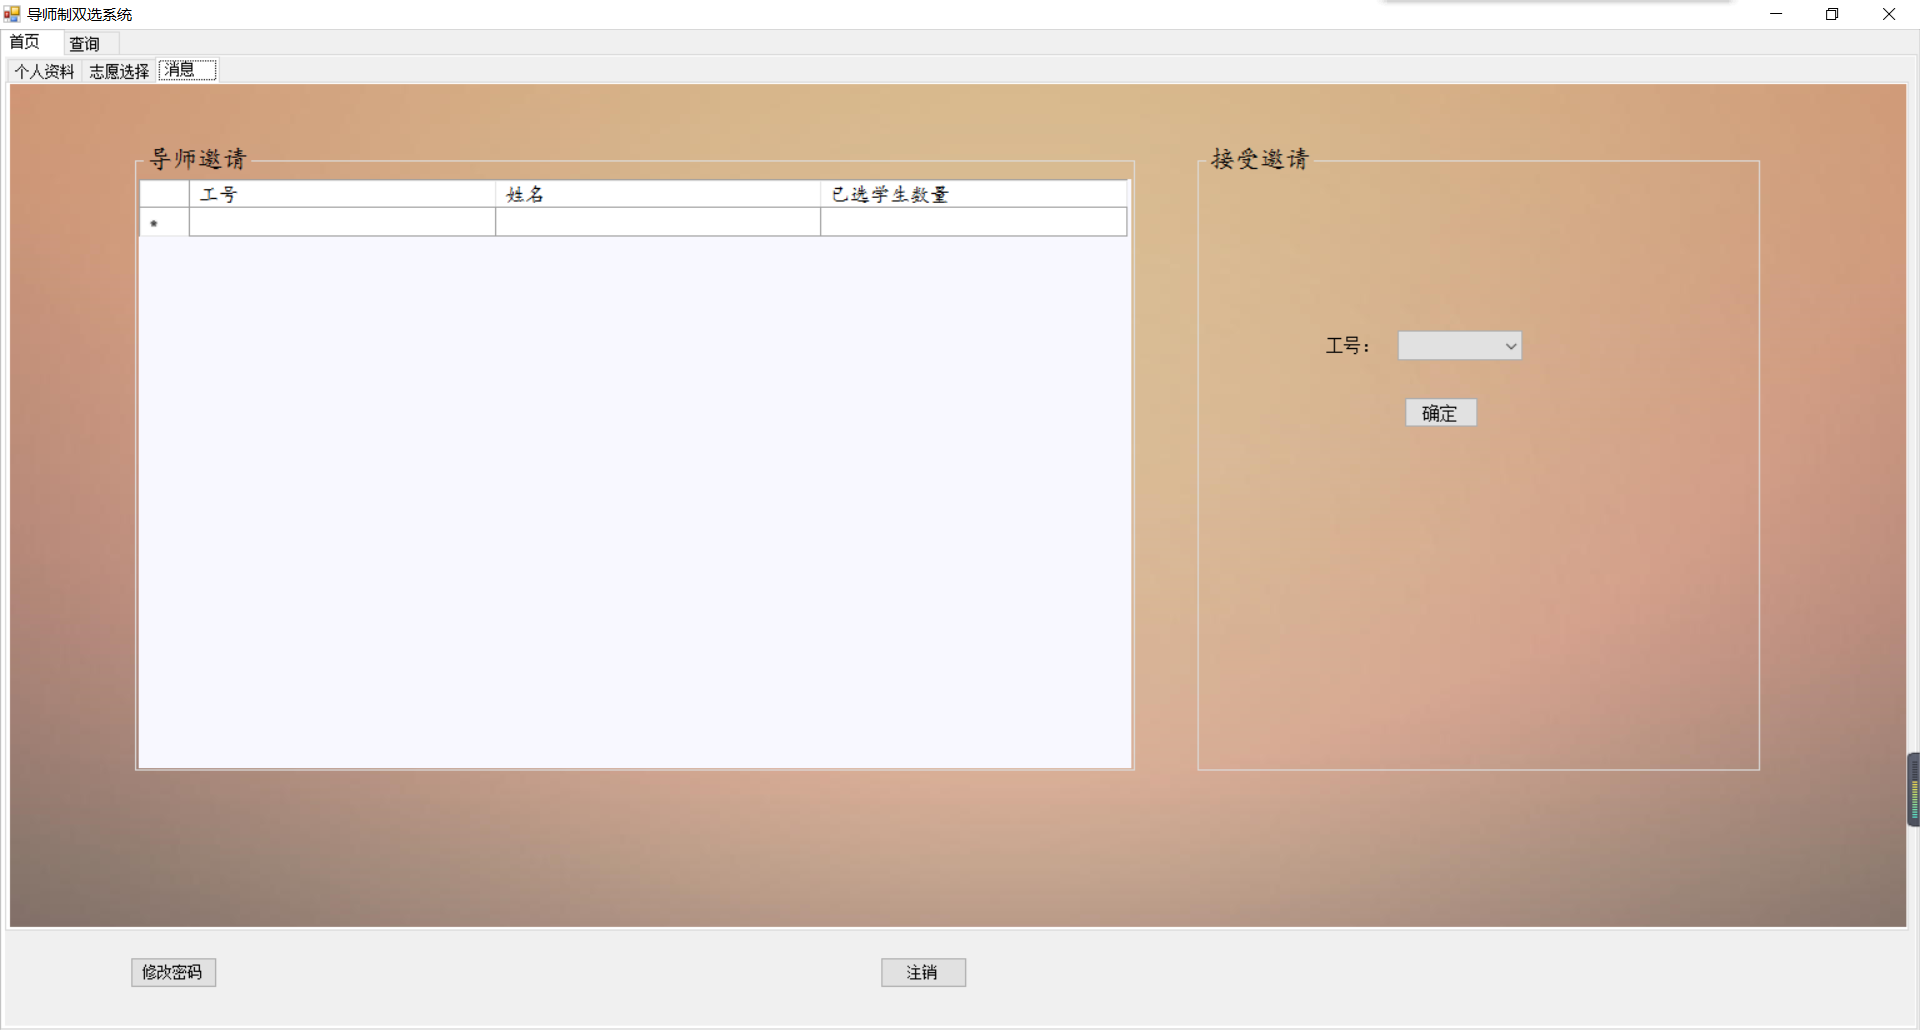 导师制双选系统
首页 查询
个人资料 志愿选择 消息
导师邀请
工号 姓名 已选学生数量
*
接受邀请
工号：
确定
修改密码 注销